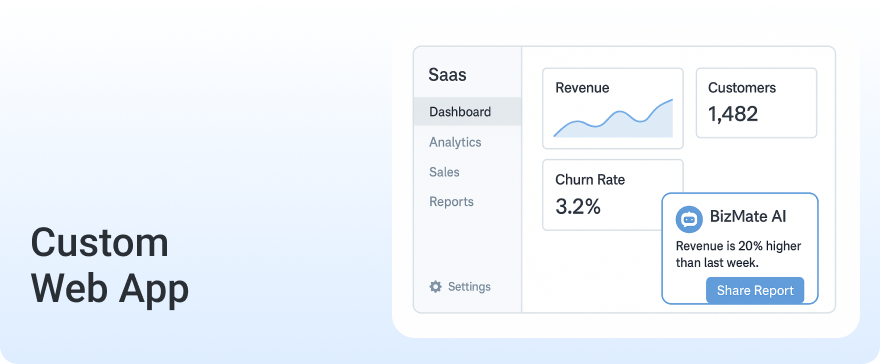 Custom
Web App
Saas
Dashboard
Analytics
Sales
Reports
Settings
Revenue
Customers
1,482
Churn Rate
3.2%
BizMate AI
Revenue is 20% higher
than last week.
Share Report